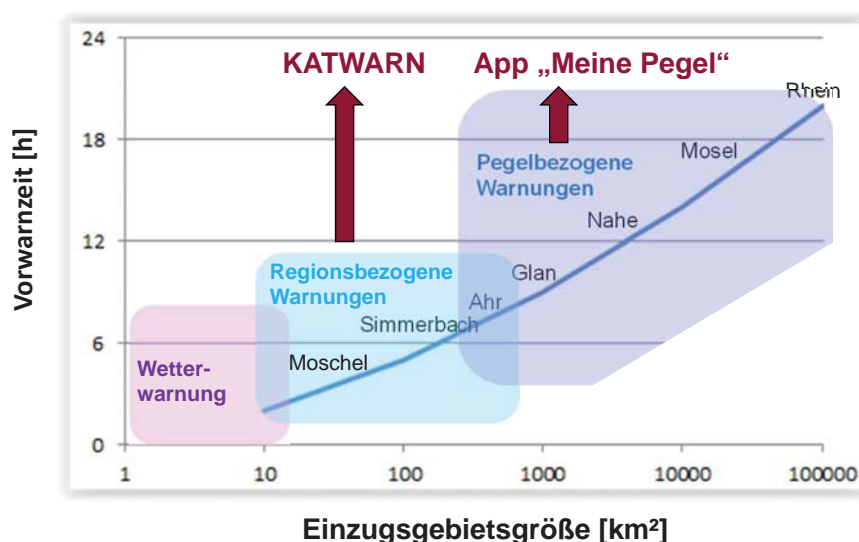 24
18
12
6
0
Vorwarnzeit [h]
KATWARN
App „Meine Pegel“
Rhein
Mosel
Pegelbezogene
Warnungen
Nahe
Glan
Regionsbezogene
Warnungen
Ahr
Simmerbach
Moschel
Wetter-
warnung
1
10
100
1000
10000
100000
Einzugsgebietsgröße [km²]